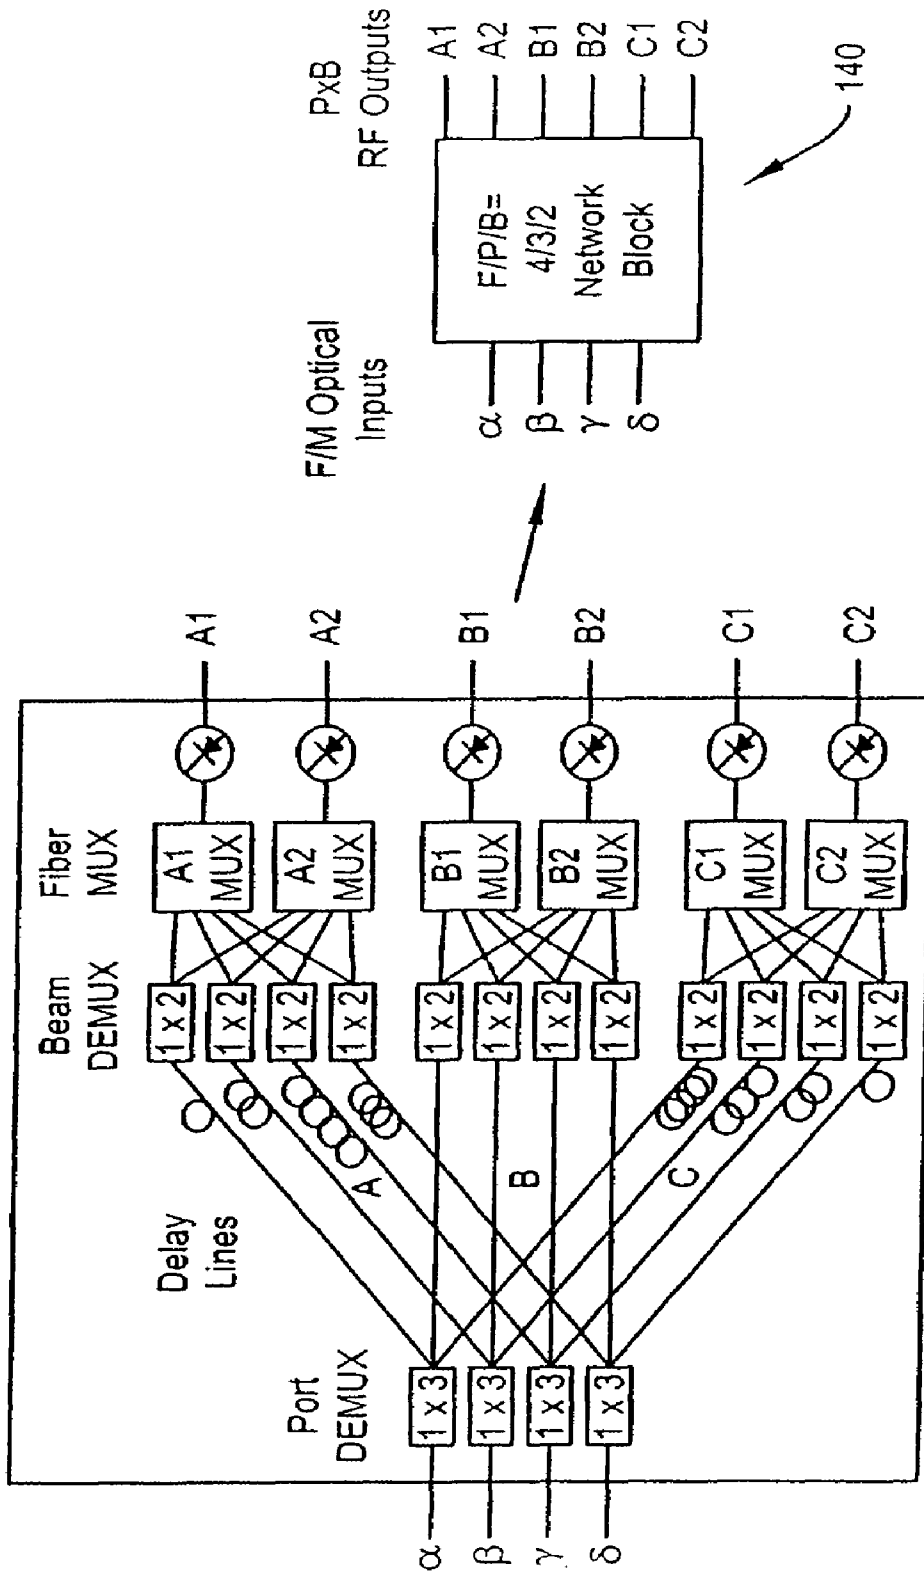 Port
DEMUX
Delay
Lines
Beam
DEMUX
Fiber
MUX
α
β
γ
δ
1 x 3
1 x 3
1 x 3
1 x 3
A
B
C
1 x 2
1 x 2
1 x 2
1 x 2
1 x 2
1 x 2
1 x 2
1 x 2
1 x 2
1 x 2
1 x 2
1 x 2
A1
MUX
A2
MUX
B1
MUX
B2
MUX
C1
MUX
C2
MUX
A1
A2
B1
B2
C1
C2
F/M Optical
Inputs
α
β
γ
δ
F/P/B=
4/3/2
Network
Block
PxB
RF Outputs
A1
A2
B1
B2
C1
C2
140